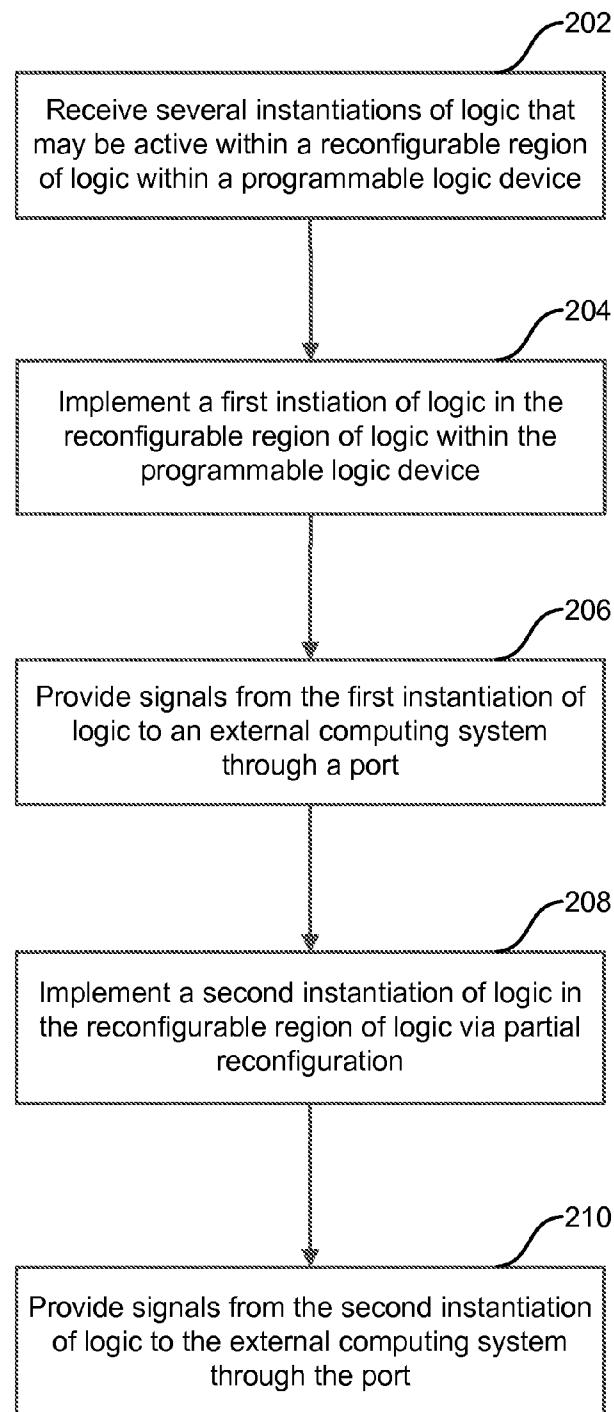 202
Receive several instantiations of logic that
may be active within a reconfigurable region
of logic within a programmable logic device
204
Implement a first instiation of logic in the
reconfigurable region of logic within the
programmable logic device
206
Provide signals from the first instantiation of
logic to an external computing system
through a port
208
Implement a second instantiation of logic in
the reconfigurable region of logic via partial
reconfiguration
210
Provide signals from the second instantiation
of logic to the external computing system
through the port